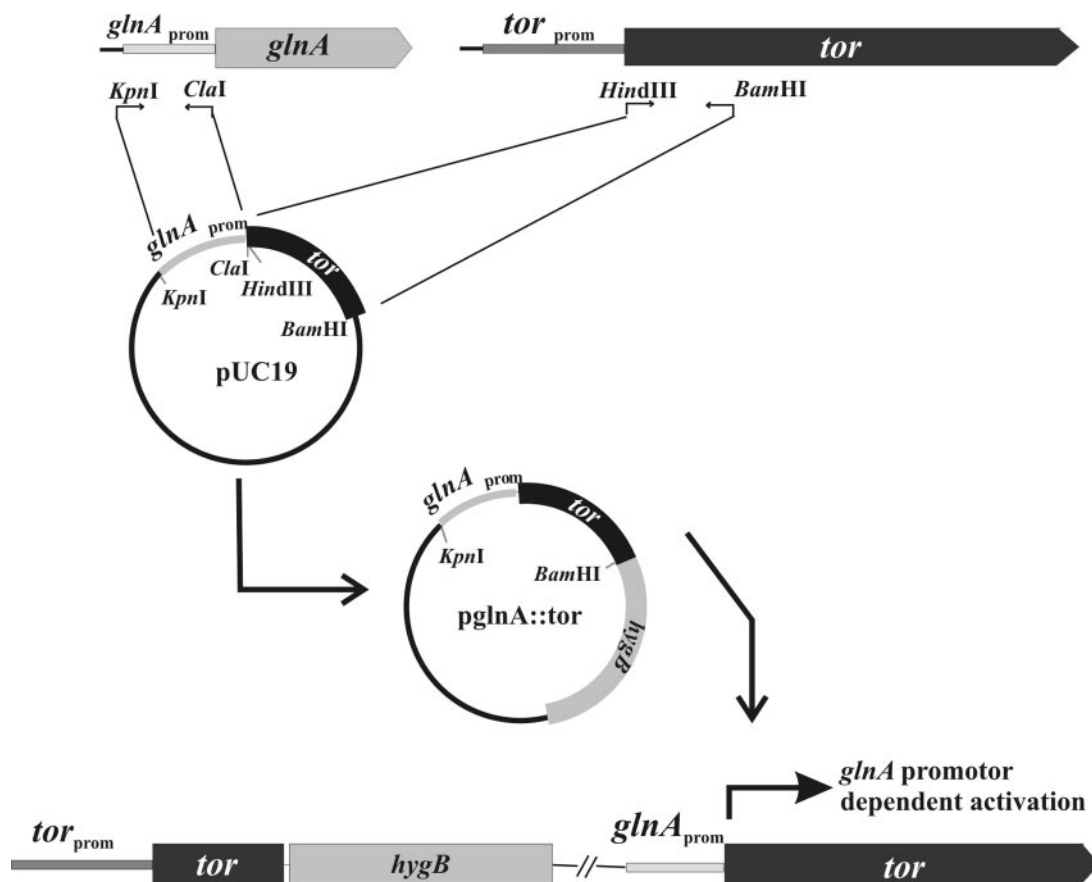 glnA prom
glnA
tor prom
tor
KpnI
ClaI
HindIII
BamHI
glnA prom
tor
ClaI
HindIII
KpnI
BamHI
pUC19
glnA prom
tor
KpnI
BamHI
pglnA::tor
hygB
glnA promotor
dependent activation
tor prom
glnA prom
tor
hygB
tor